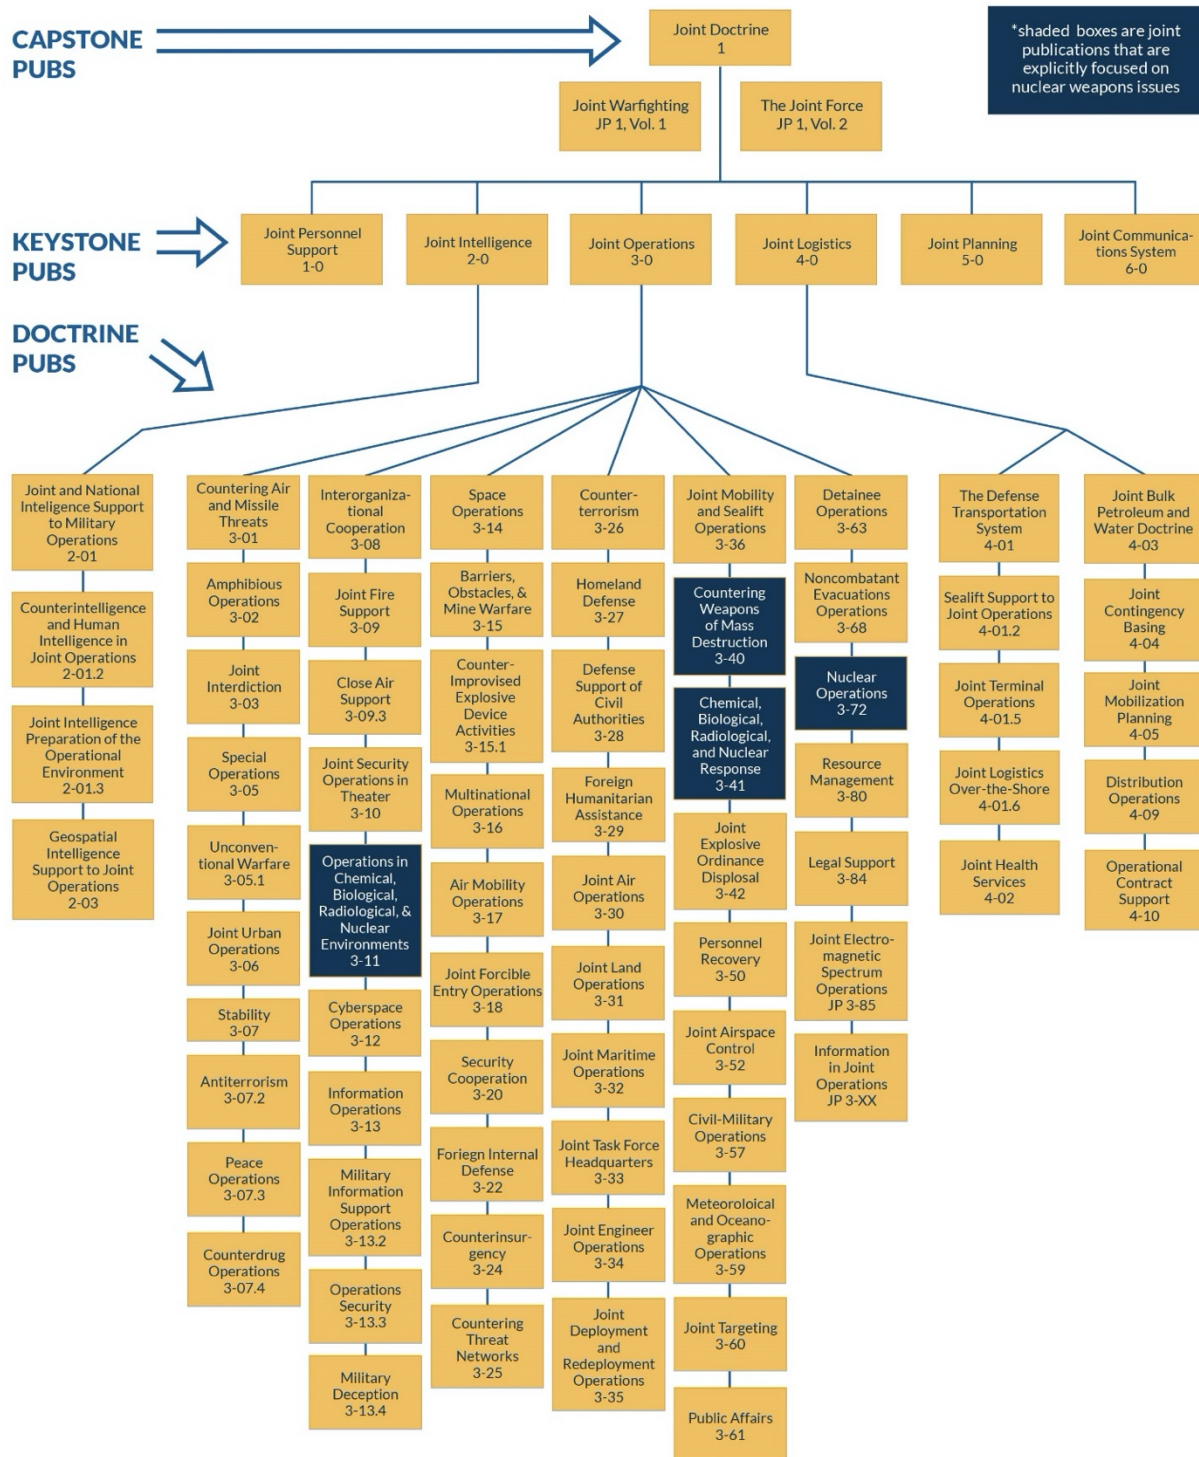 CAPSTONE
PUBS
Joint Doctrine
1
*shaded boxes are joint
publications that are
explicitly focused on
nuclear weapons issues
Joint Warfighting
JP 1, Vol. 1
The Joint Force
JP 1, Vol. 2
KEYSTONE
PUBS
Joint Personnel
Support
1-0
Joint Intelligence
2-0
Joint Operations
3-0
Joint Logistics
4-0
Joint Planning
5-0
Joint Communica-
tions System
6-0
DOCTRINE
PUBS
Joint and National
Inteligence Support
to Military
Operations
2-01
Counterintelligence
and Human
Intelligence in
Joint Operations
2-01.2
Joint Intelligence
Preparation of the
Operational
Environment
2-01.3
Geospatial
Intelligence
Support to Joint
Operations
2-03
Countering Air
and Missile
Threats
3-01
Amphibious
Operations
3-02
Joint
Interdiction
3-03
Special
Operations
3-05
Unconven-
tional Warfare
3-05.1
Joint Urban
Operations
3-06
Stability
3-07
Antiterrorism
3-07.2
Peace
Operations
3-07.3
Counterdrug
Operations
3-07.4
Interorganiza-
tional
Cooperation
3-08
Joint Fire
Support
3-09
Close Air
Support
3-09.3
Joint Security
Operations in
Theater
3-10
Operations in
Chemical,
Biological,
Radiological, &
Nuclear
Environments
3-11
Cyberspace
Operations
3-12
Information
Operations
3-13
Military
Information
Support
Operations
3-13.2
Operations
Security
3-13.3
Military
Deception
3-13.4
Space
Operations
3-14
Barriers,
Obstacles, &
Mine Warfare
3-15
Counter-
Improvised
Explosive
Device
Activities
3-15.1
Multinational
Operations
3-16
Air Mobility
Operations
3-17
Joint Forcible
Entry Operations
3-18
Security
Cooperation
3-20
Foriegn Internal
Defense
3-22
Counterinsur-
gency
3-24
Countering
Threat
Networks
3-25
Counter-
terrorism
3-26
Homeland
Defense
3-27
Defense
Support of
Civil
Authorities
3-28
Foreign
Humanitarian
Assistance
3-29
Joint Air
Operations
3-30
Joint Land
Operations
3-31
Joint Maritime
Operations
3-32
Joint Task Force
Headquarters
3-33
Joint Engineer
Operations
3-34
Joint
Deployment
and
Redeployment
Operations
3-35
Joint Mobility
and Sealift
Operations
3-36
Countering
Weapons
of Mass
Destruction
3-40
Chemical,
Biological,
Radiological,
and Nuclear
Response
3-41
Joint
Explosive
Ordinance
Disposal
3-42
Personnel
Recovery
3-50
Joint Airspace
Control
3-52
Civil-Military
Operations
3-57
Meteoroloical
and Oceano-
graphic
Operations
3-59
Joint Targeting
3-60
Public Affairs
3-61
Detainee
Operations
3-63
Noncombatant
Evacuations
Operations
3-68
Nuclear
Operations
3-72
Resource
Management
3-80
Legal Support
3-84
Joint Electro-
magnetic
Spectrum
Operations
JP 3-85
Information
in Joint
Operations
JP 3-XX
The Defense
Transportation
System
4-01
Sealift Support to
Joint Operations
4-01.2
Joint Terminal
Operations
4-01.5
Joint Logistics
Over-the-Shore
4-01.6
Joint Health
Services
4-02
Joint Bulk
Petroleum and
Water Doctrine
4-03
Joint
Contingency
Basing
4-04
Joint
Mobilization
Planning
4-05
Distribution
Operations
4-09
Operational
Contract
Support
4-10